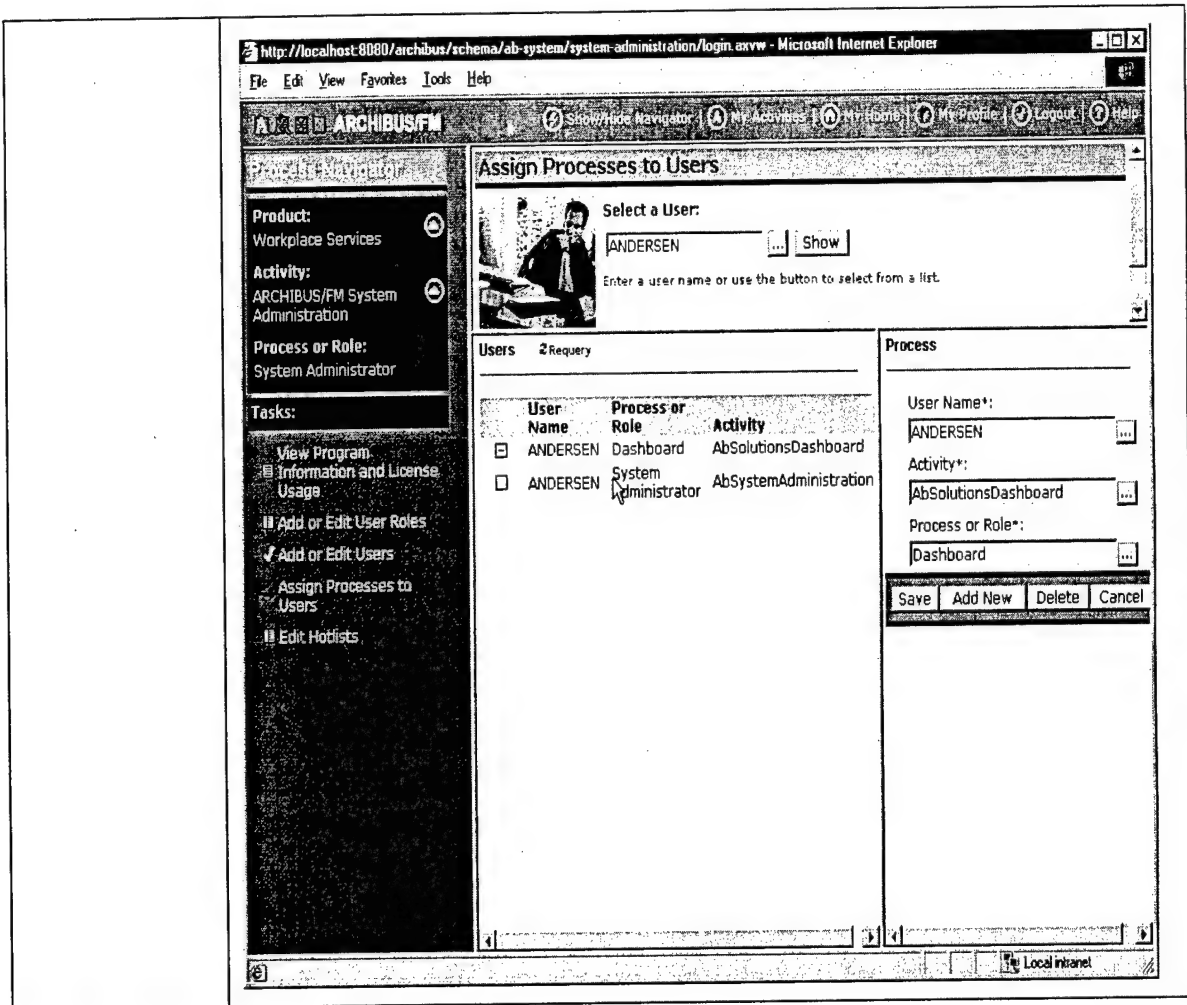 http://localhost:8080/archibus/schema/ab-system/system-administration/login.axvw - Microsoft Internet Explorer
File Edit View Favorites Tools Help
ARCHIBUS/FM
Show/Hide Navigator | My Activities | My Home | My Profile | Logout | Help
Process Navigator
Product:
Workplace Services
Activity:
ARCHIBUS/FM System
Administration
Process or Role:
System Administrator
Tasks:
View Program
Information and License
Usage
Add or Edit User Roles
Add or Edit Users
Assign Processes to
Users
Edit Hotlists
Assign Processes to Users
Select a User:
ANDERSEN ... Show
Enter a user name or use the button to select from a list.
Users Requery
User Name Process or Role Activity
ANDERSEN Dashboard AbSolutionsDashboard
ANDERSEN System Administrator AbSystemAdministration
Process
User Name*:
ANDERSEN ...
Activity*:
AbSolutionsDashboard ...
Process or Role*:
Dashboard ...
Save Add New Delete Cancel
Local intranet